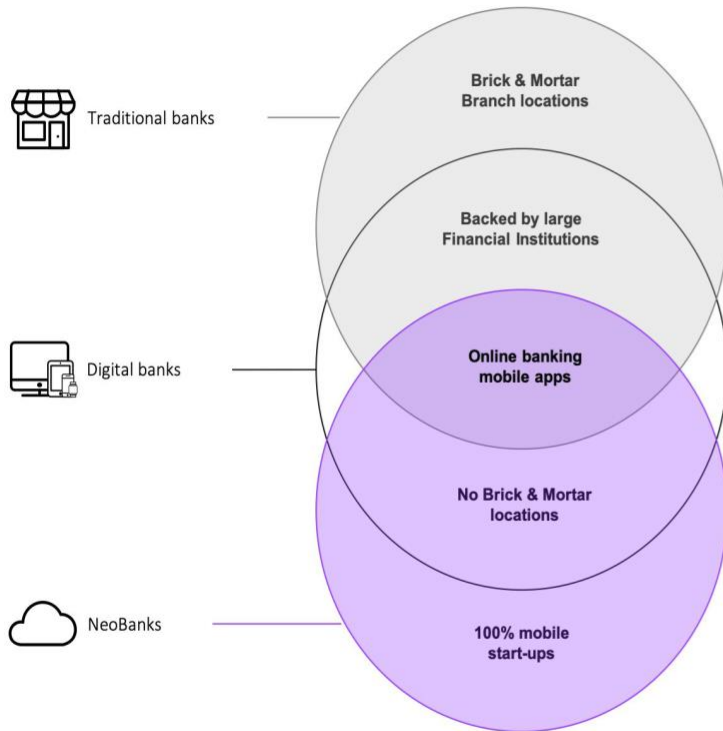 Brick & Mortar
Branch locations
Traditional banks
Backed by large
Financial Institutions
Online banking
mobile apps
Digital banks
No Brick & Mortar
locations
NeoBanks
100% mobile
start-ups